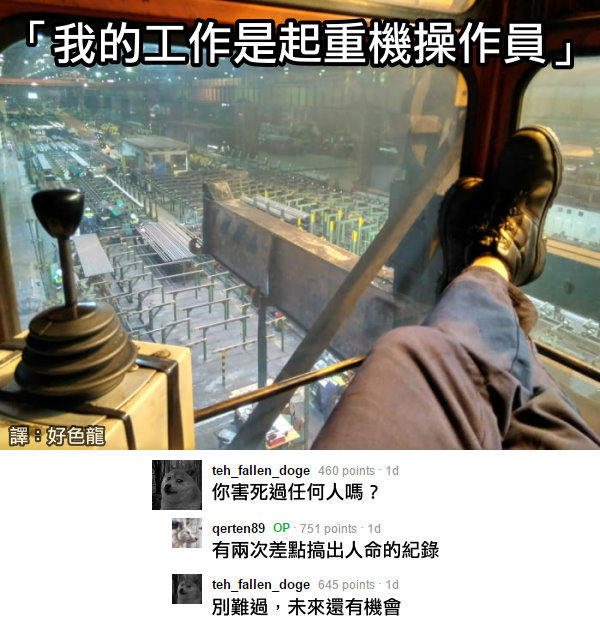 「我的工作是起重機操作員」
譯：好色龍
teh_fallen_doge 460 points · 1d
你害死過任何人嗎？
qerten89 OP · 751 points · 1d
有兩次差點搞出人命的紀錄
teh_fallen_doge 645 points · 1d
別難過，未來還有機會